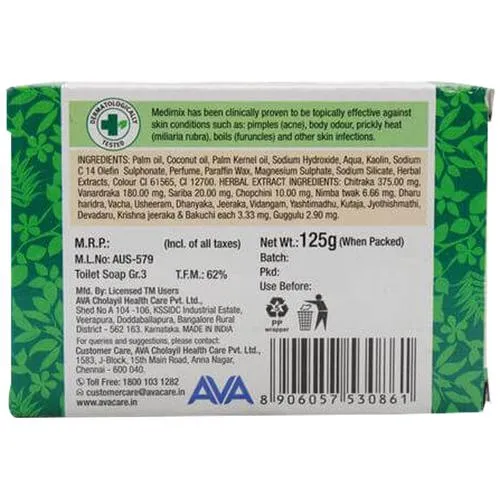 DERMATOLOGICALLY
TESTED
Medimix has been clinically proven to be topically effective against
skin conditions such as: pimples (acne), body odour, prickly heat
(miliaria rubra), boils (furuncles) and other skin infections.
INGREDIENTS: Palm oil, Coconut oil, Palm Kernel oil, Sodium Hydroxide, Aqua, Kaolin, Sodium
C 14 Olefin Sulphonate, Perfume, Paraffin Wax, Magnesium Sulphate, Sodium Silicate, Herbal
Extracts, Colour CI 61565, CI 12700. HERBAL EXTRACT INGREDIENTS: Chitraka 375.00 mg,
Vanardraka 190.00 mg, Sariba 20.00 mg, Chopchini 10.00 mg, Nimba twak 6.66 mg, Dharu
haridra, Vacha, Usheeram, Dhanyaka, Jeeraka, Vidangam, Yashtimadhu, Kutaja, Jyothishmathi,
Devadaru, Krishna jeeraka & Bakuchi each 3.33 mg. Guggulu 2.90 mg.
M.R.P.: (Incl. of all taxes)
M.L.No: AUS-579
Toilet Soap Gr.3 T.F.M.: 62%
Net Wt.: 125g (When Packed)
Batch:
Pkd:
Use Before:
Mfd. By: Licensed TM Users
AVA Cholayil Health Care Pvt. Ltd.,
Shed No A 104 -106, KSSIDC Industrial Estate,
Veerapura, Doddaballapura, Bangalore Rural
District - 562 163. Karnataka. MADE IN INDIA
For queries and suggestions, please contact:
Customer Care, AVA Cholayil Health Care Pvt. Ltd.,
1583, J-Block, 15th Main Road, Anna Nagar,
Chennai - 600 040.
Toll Free: 1800 103 1282
customercare@avacare.in
www.avacare.in
AVA
PP
wrapper
8 906057 530861